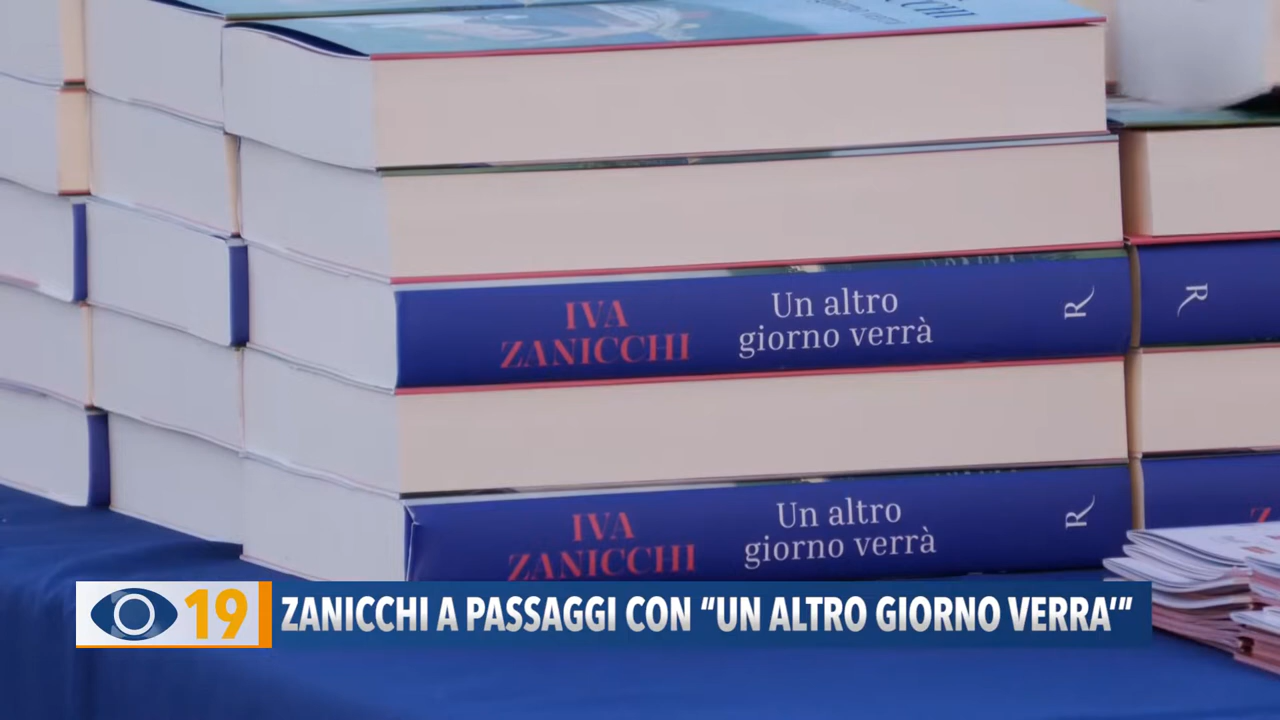 CCHI
IVA
ZANICCHI
Un altro
giorno verrà
R
R
IVA
ZANICCHI
Un altro
giorno verrà
R
Z
19
ZANICCHI A PASSAGGI CON “UN ALTRO GIORNO VERRA‘”